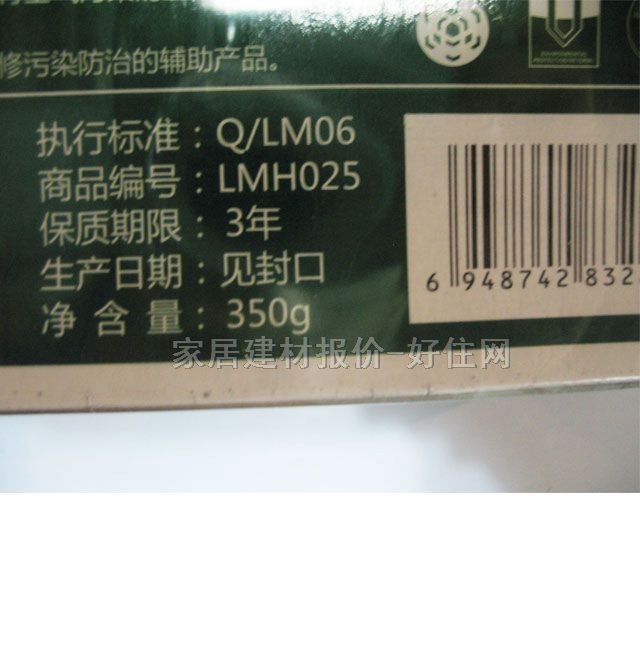 修污染防治的辅助产品。
执行标准：Q/LM06
商品编号：LMH025
保质期限：3年
生产日期：见封口
净 含 量：350g
6 948742 832
家居建材报价-好住网